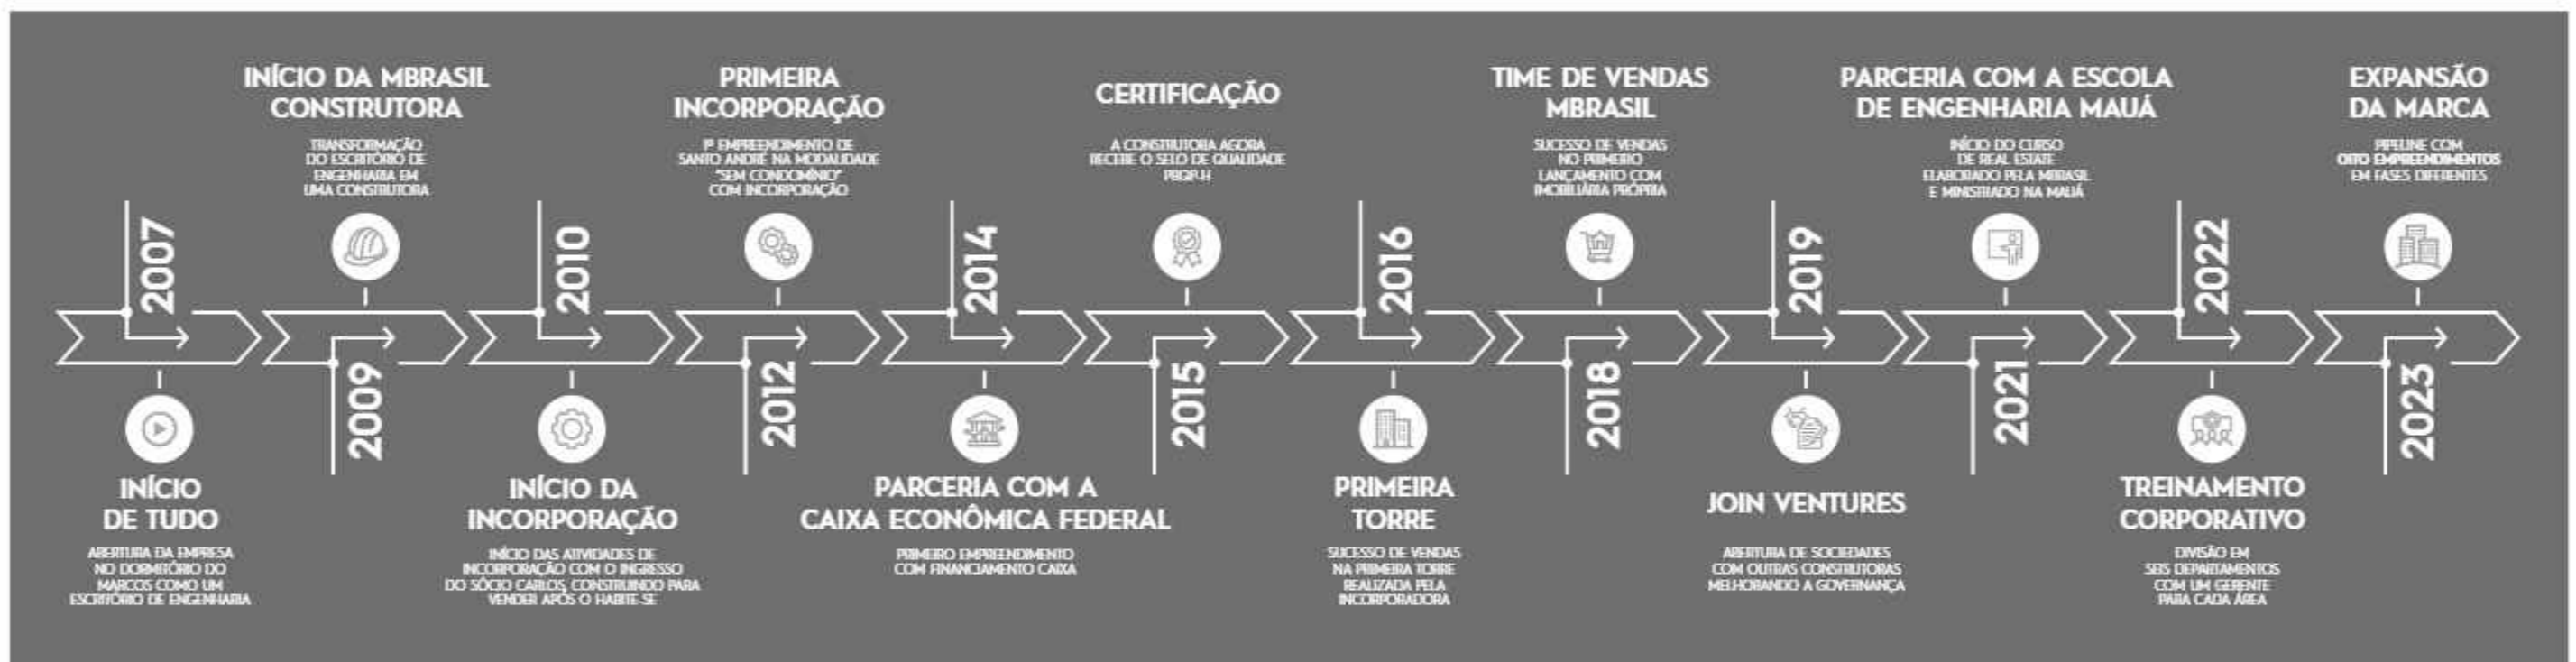 2007
INÍCIO
DE TUDO
ABERTURA DA EMPRESA
NO DORMITÓRIO DO
MARCOS COMO UM
ESCRITÓRIO DE ENGENHARIA
INÍCIO DA MBRASIL
CONSTRUTORA
TRANSFORMAÇÃO
DO ESCRITÓRIO DE
ENGENHARIA EM
UMA CONSTRUTORA
2009
2010
INÍCIO DA
INCORPORAÇÃO
INÍCIO DAS ATIVIDADES DE
INCORPORAÇÃO COM O INGRESSO
DO SÓCIO CARLOS, CONSTRUINDO PARA
VENDER APÓS O HABITE-SE
PRIMEIRA
INCORPORAÇÃO
1º EMPREENDIMENTO DE
SANTO ANDRÉ NA MODALIDADE
"SEM CONDOMÍNIO"
COM INCORPORAÇÃO
2012
2014
PARCERIA COM A
CAIXA ECONÔMICA FEDERAL
PRIMEIRO EMPREENDIMENTO
COM FINANCIAMENTO CAIXA
CERTIFICAÇÃO
A CONSTRUTORA AGORA
RECEBE O SELO DE QUALIDADE
PBQP-H
2015
2016
PRIMEIRA
TORRE
SUCESSO DE VENDAS
NA PRIMEIRA TORRE
REALIZADA PELA
INCORPORADORA
TIME DE VENDAS
MBRASIL
SUCESSO DE VENDAS
NO PRIMEIRO
LANÇAMENTO COM
IMOBILIÁRIA PRÓPRIA
2018
2019
JOIN VENTURES
ABERTURA DE SOCIEDADES
COM OUTRAS CONSTRUTORAS
MELHORANDO A GOVERNANÇA
PARCERIA COM A ESCOLA
DE ENGENHARIA MAUÁ
INÍCIO DO CURSO
DE REAL ESTATE
ELABORADO PELA MBRASIL
E MINISTRADO NA MAUÁ
2021
2022
TREINAMENTO
CORPORATIVO
DIVISÃO EM
SEIS DEPARTAMENTOS
COM UM GERENTE
PARA CADA ÁREA
EXPANSÃO
DA MARCA
PIPELINE COM
OITO EMPREENDIMENTOS
EM FASES DIFERENTES
2023